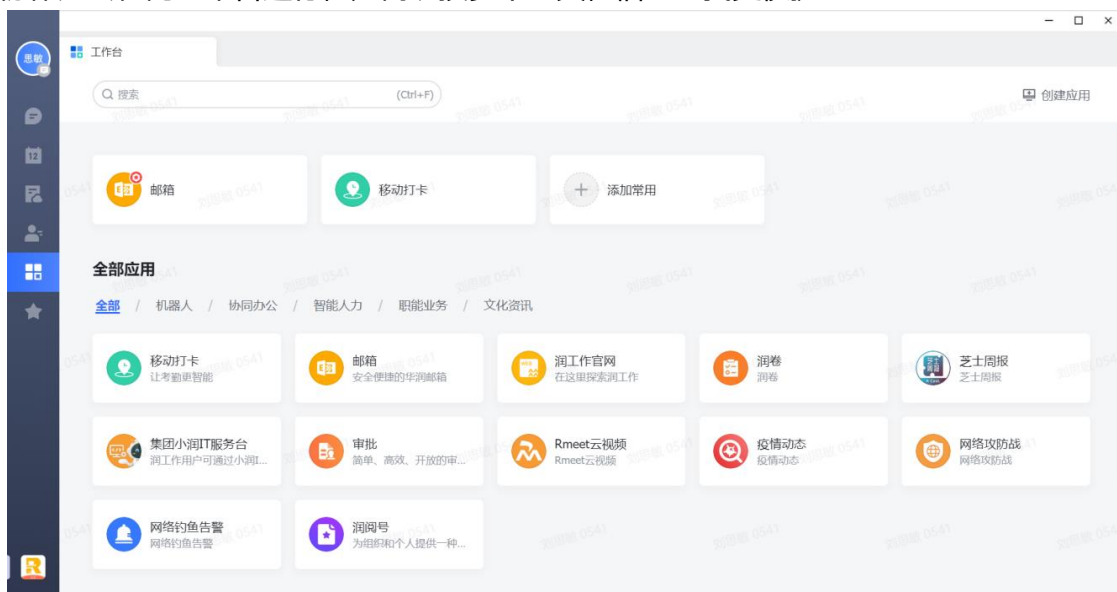 思敏
工作台
搜索 (Ctrl+F)
创建应用
12
邮箱
移动打卡
添加常用
全部应用
全部 / 机器人 / 协同办公 / 智能人力 / 职能业务 / 文化资讯
移动打卡
让考勤更智能
邮箱
安全便捷的华润邮箱
润工作官网
在这里探索润工作
润卷
润卷
芝士周报
芝士周报
集团小润IT服务台
润工作用户可通过小润I...
审批
简单、高效、开放的审...
Rmeet云视频
Rmeet云视频
疫情动态
疫情动态
网络攻防战
网络攻防战
网络钓鱼告警
网络钓鱼告警
润阅号
为组织和个人提供一种...
刘思敏 0541